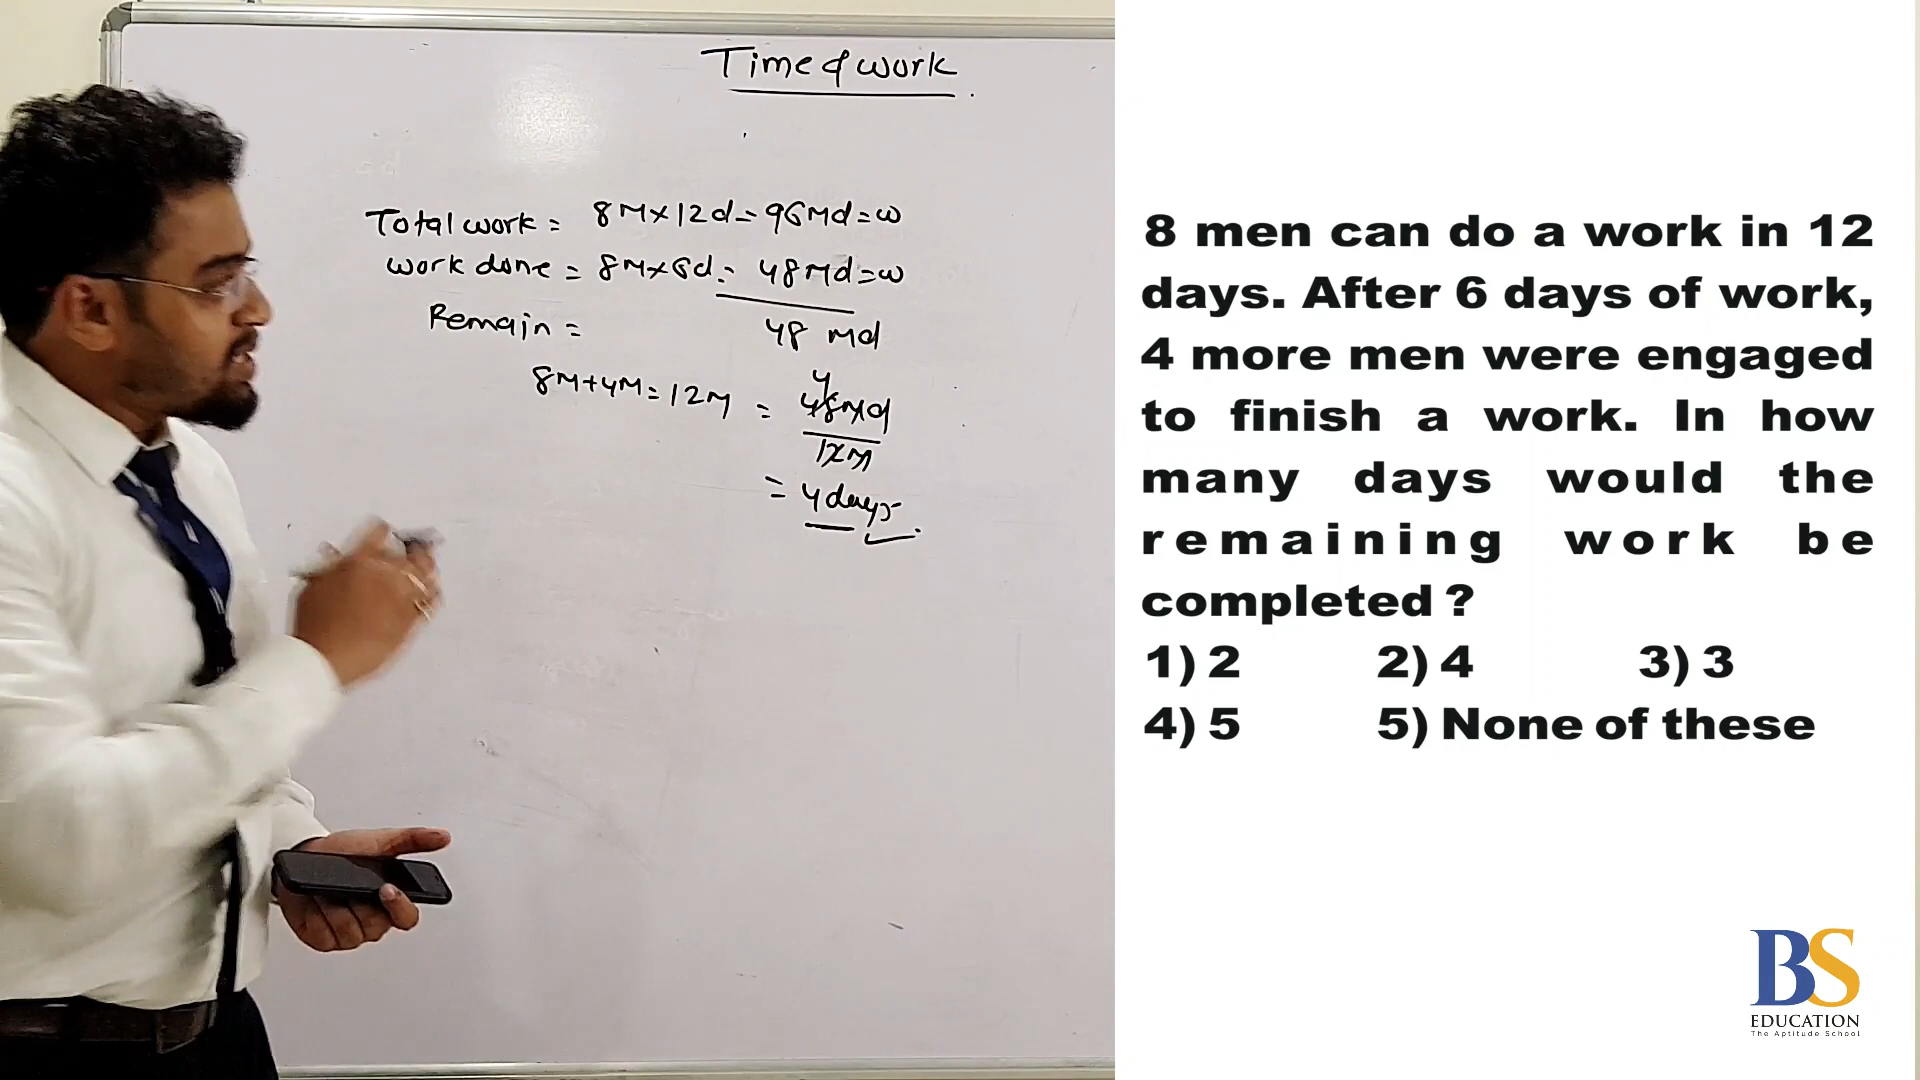 Time & work
Total work = 8M×12d = 96Md=w
work done = 8M×6d = 48Md=w
Remain = 48 Md
8M+4M=12M = 48Md
4
12M
= 4days
8 men can do a work in 12
days. After 6 days of work,
4 more men were engaged
to finish a work. In how
many days would the
remaining work be
completed ?
1) 2 2) 4 3) 3
4) 5 5) None of these
BS
EDUCATION
The Aptitude School